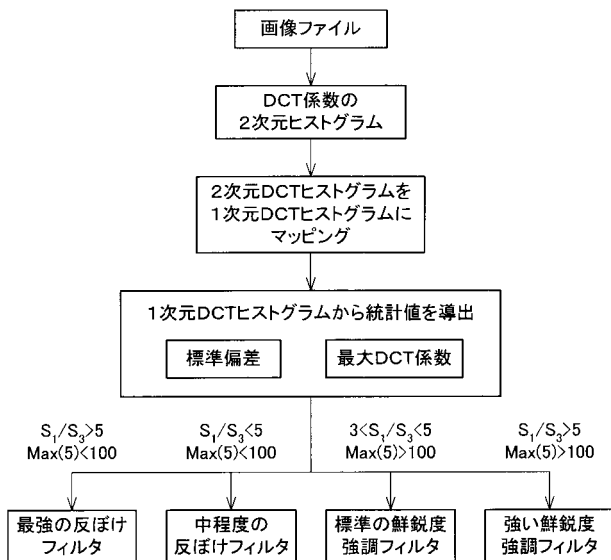 画像ファイル
DCT係数の
2次元ヒストグラム
2次元DCTヒストグラムを
1次元DCTヒストグラムに
マッピング
1次元DCTヒストグラムから統計値を導出
標準偏差
最大DCT係数
S₁/S₃>5
Max(5)<100
S₁/S₃<5
Max(5)<100
3<S₁/S₃<5
Max(5)>100
S₁/S₃>5
Max(5)>100
最強の反ぼけ
フィルタ
中程度の
反ぼけフィルタ
標準の鮮鋭度
強調フィルタ
強い鮮鋭度
強調フィルタ